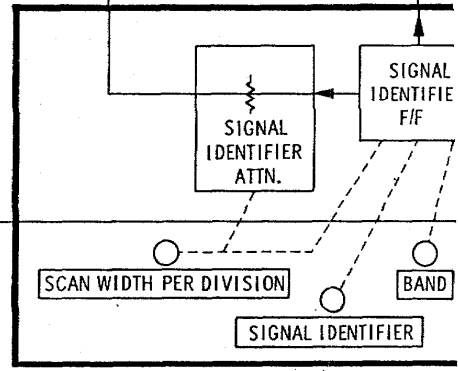 SIGNAL
IDENTIFIE
F/F
SIGNAL
IDENTIFIER
ATTN.
SCAN WIDTH PER DIVISION
BAND
SIGNAL IDENTIFIER